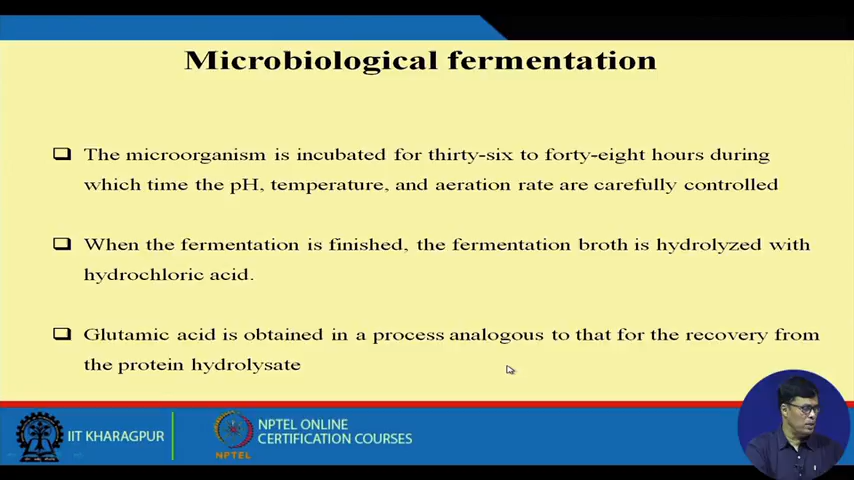 Microbiological fermentation
The microorganism is incubated for thirty-six to forty-eight hours during
which time the pH, temperature, and aeration rate are carefully controlled
When the fermentation is finished, the fermentation broth is hydrolyzed with
hydrochloric acid.
Glutamic acid is obtained in a process analogous to that for the recovery from
the protein hydrolysate
IIT KHARAGPUR
NPTEL
NPTEL ONLINE
CERTIFICATION COURSES